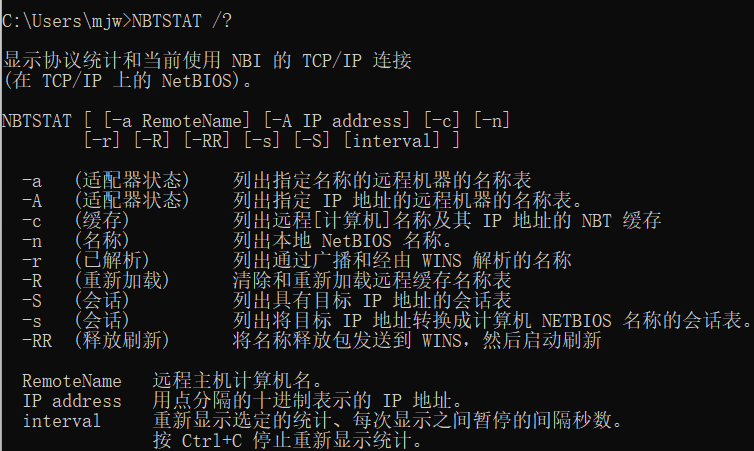 C:\Users\mjw>NBTSTAT /?
显示协议统计和当前使用 NBI 的 TCP/IP 连接
(在 TCP/IP 上的 NetBIOS)。
NBTSTAT [ [-a RemoteName] [-A IP address] [-c] [-n]
[-r] [-R] [-RR] [-s] [-S] [interval] ]
-a (适配器状态) 列出指定名称的远程机器的名称表
-A (适配器状态) 列出指定 IP 地址的远程机器的名称表。
-c (缓存) 列出远程[计算机]名称及其 IP 地址的 NBT 缓存
-n (名称) 列出本地 NetBIOS 名称。
-r (已解析) 列出通过广播和经由 WINS 解析的名称
-R (重新加载) 清除和重新加载远程缓存名称表
-S (会话) 列出具有目标 IP 地址的会话表
-s (会话) 列出将目标 IP 地址转换成计算机 NETBIOS 名称的会话表。
-RR (释放刷新) 将名称释放包发送到 WINS，然后启动刷新
RemoteName 远程主机计算机名。
IP address 用点分隔的十进制表示的 IP 地址。
interval 重新显示选定的统计、每次显示之间暂停的间隔秒数。
按 Ctrl+C 停止重新显示统计。